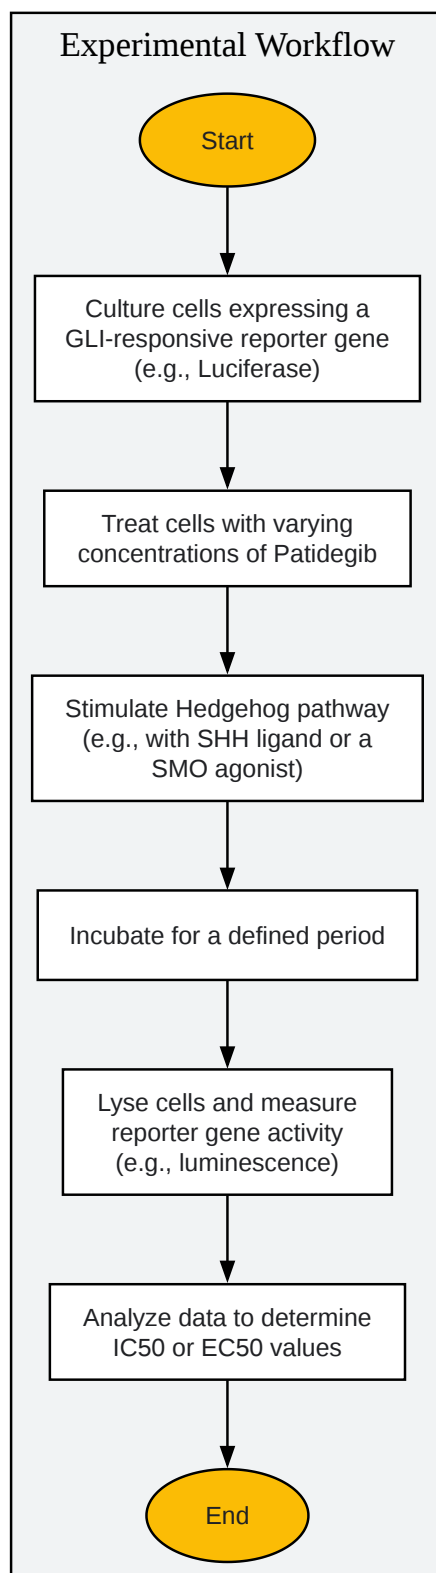 Experimental Workflow
Start
Culture cells expressing a
GLI-responsive reporter gene
(e.g., Luciferase)
Treat cells with varying
concentrations of Patidegib
Stimulate Hedgehog pathway
(e.g., with SHH ligand or a
SMO agonist)
Incubate for a defined period
Lyse cells and measure
reporter gene activity
(e.g., luminescence)
Analyze data to determine
IC50 or EC50 values
End